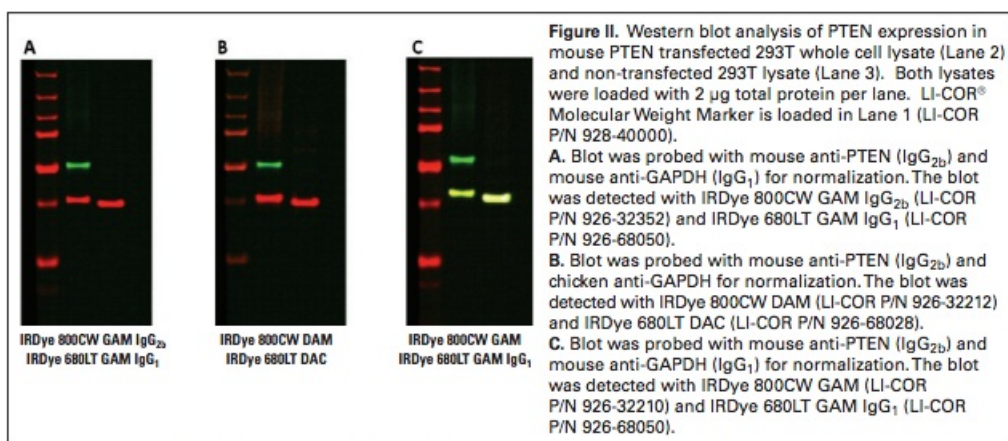 A
B
C
IRDye 800CW GAM IgG2b
IRDye 680LT GAM IgG1
IRDye 800CW DAM
IRDye 680LT DAC
IRDye 800CW GAM
IRDye 680LT GAM IgG1
Figure II. Western blot analysis of PTEN expression in
mouse PTEN transfected 293T whole cell lysate (Lane 2)
and non-transfected 293T lysate (Lane 3). Both lysates
were loaded with 2 µg total protein per lane. LI-COR®
Molecular Weight Marker is loaded in Lane 1 (LI-COR
P/N 928-40000).
A. Blot was probed with mouse anti-PTEN (IgG2b) and
mouse anti-GAPDH (IgG1) for normalization. The blot
was detected with IRDye 800CW GAM IgG2b (LI-COR
P/N 926-32352) and IRDye 680LT GAM IgG1 (LI-COR
P/N 926-68050).
B. Blot was probed with mouse anti-PTEN (IgG2b) and
chicken anti-GAPDH for normalization. The blot was
detected with IRDye 800CW DAM (LI-COR P/N 926-32212)
and IRDye 680LT DAC (LI-COR P/N 926-68028).
C. Blot was probed with mouse anti-PTEN (IgG2b) and
mouse anti-GAPDH (IgG1) for normalization. The blot
was detected with IRDye 800CW GAM (LI-COR
P/N 926-32210) and IRDye 680LT GAM IgG1 (LI-COR
P/N 926-68050).